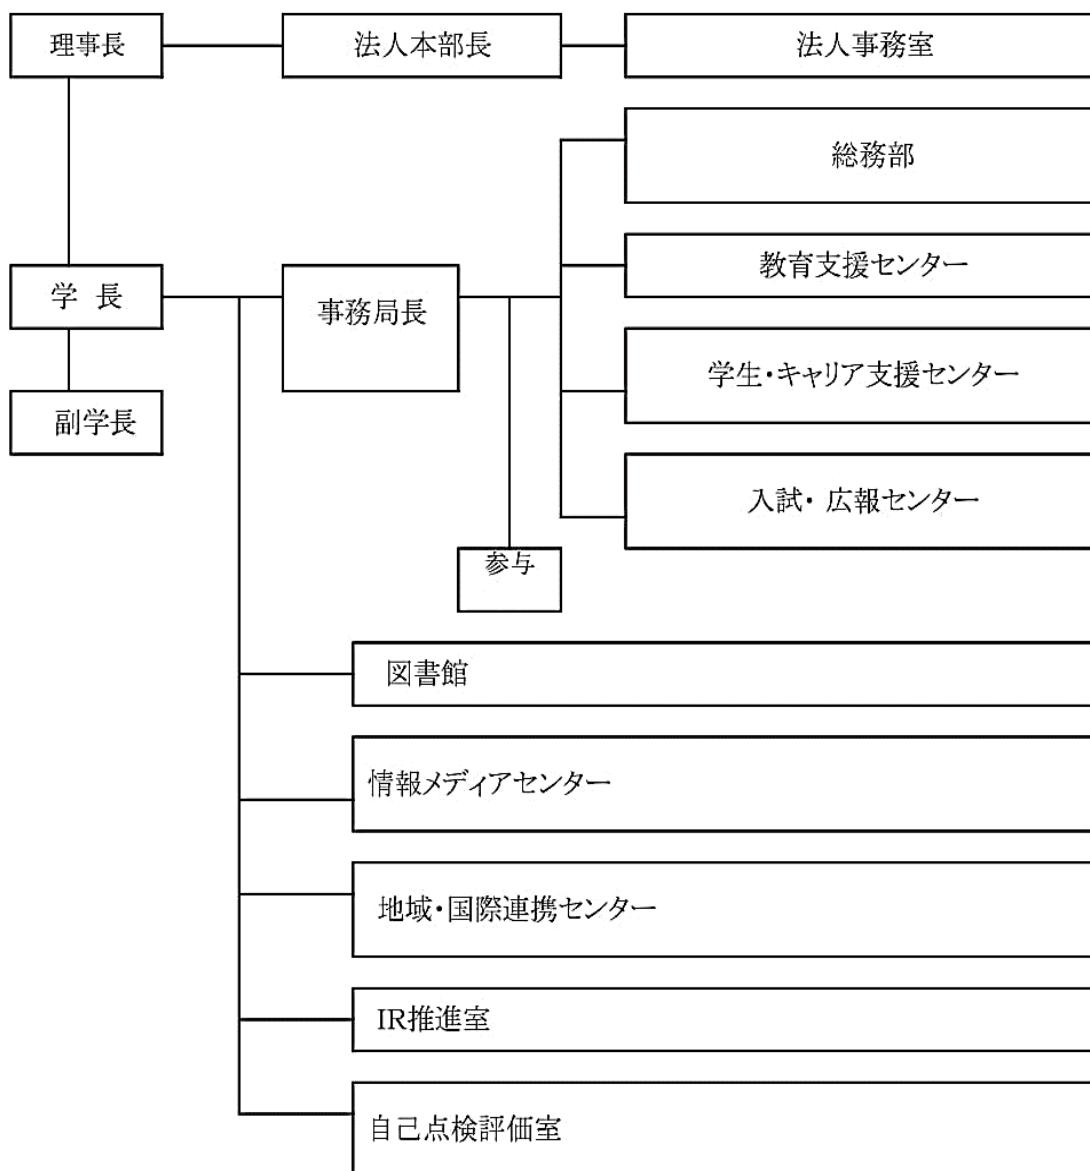 理事長
法人本部長
法人事務室
総務部
教育支援センター
学 長
事務局長
学生・キャリア支援センター
副学長
入試・ 広報センター
参与
図書館
情報メディアセンター
地域・国際連携センター
IR推進室
自己点検評価室